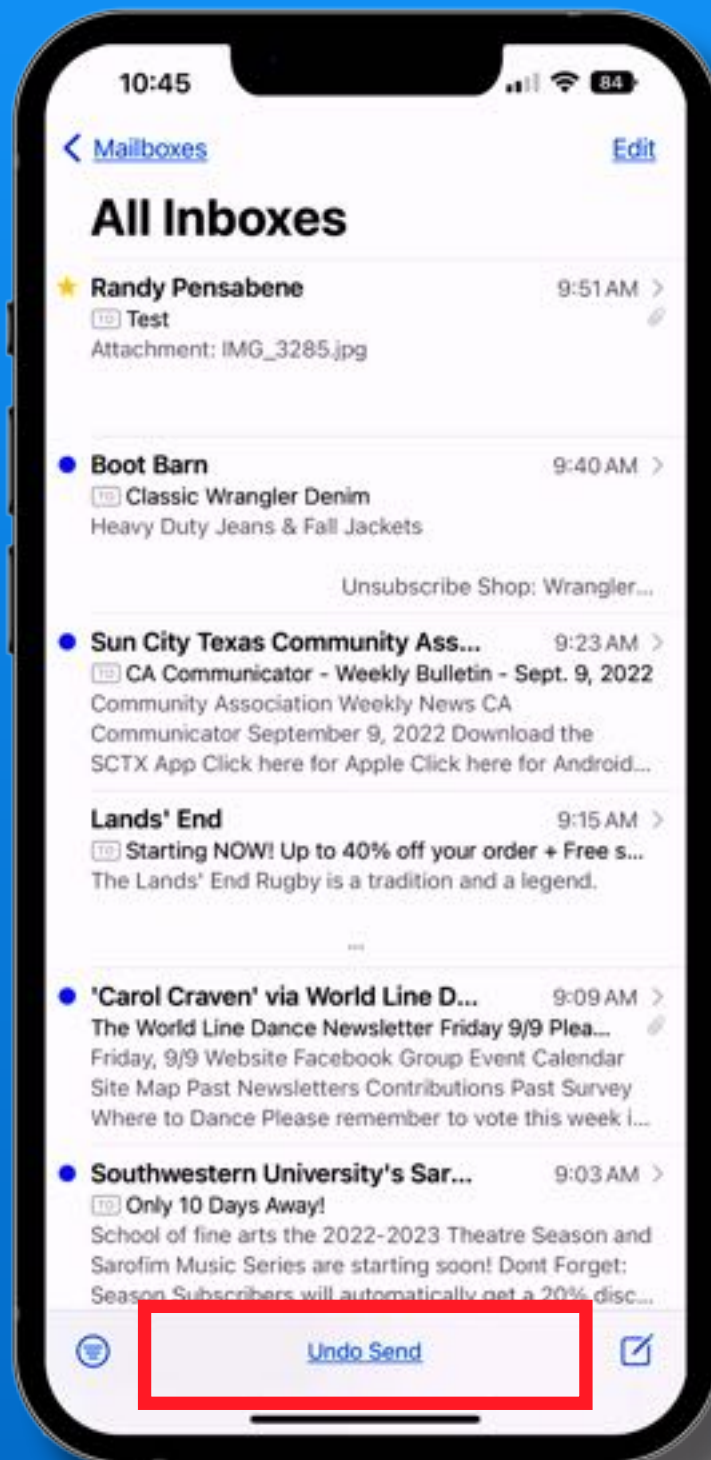 10:45
84
Mailboxes
Edit
All Inboxes
Randy Pensabene 9:51 AM
TO Test
Attachment: IMG_3285.jpg
Boot Barn 9:40 AM
TO Classic Wrangler Denim
Heavy Duty Jeans & Fall Jackets
Unsubscribe Shop: Wrangler...
Sun City Texas Community Ass... 9:23 AM
TO CA Communicator - Weekly Bulletin - Sept. 9, 2022
Community Association Weekly News CA
Communicator September 9, 2022 Download the
SCTX App Click here for Apple Click here for Android...
Lands' End 9:15 AM
TO Starting NOW! Up to 40% off your order + Free s...
The Lands' End Rugby is a tradition and a legend.
...
'Carol Craven' via World Line D... 9:09 AM
The World Line Dance Newsletter Friday 9/9 Plea...
Friday, 9/9 Website Facebook Group Event Calendar
Site Map Past Newsletters Contributions Past Survey
Where to Dance Please remember to vote this week i...
Southwestern University's Sar... 9:03 AM
TO Only 10 Days Away!
School of fine arts the 2022-2023 Theatre Season and
Sarofim Music Series are starting soon! Dont Forget:
Season Subscribers will automatically get a 20% disc...
Undo Send